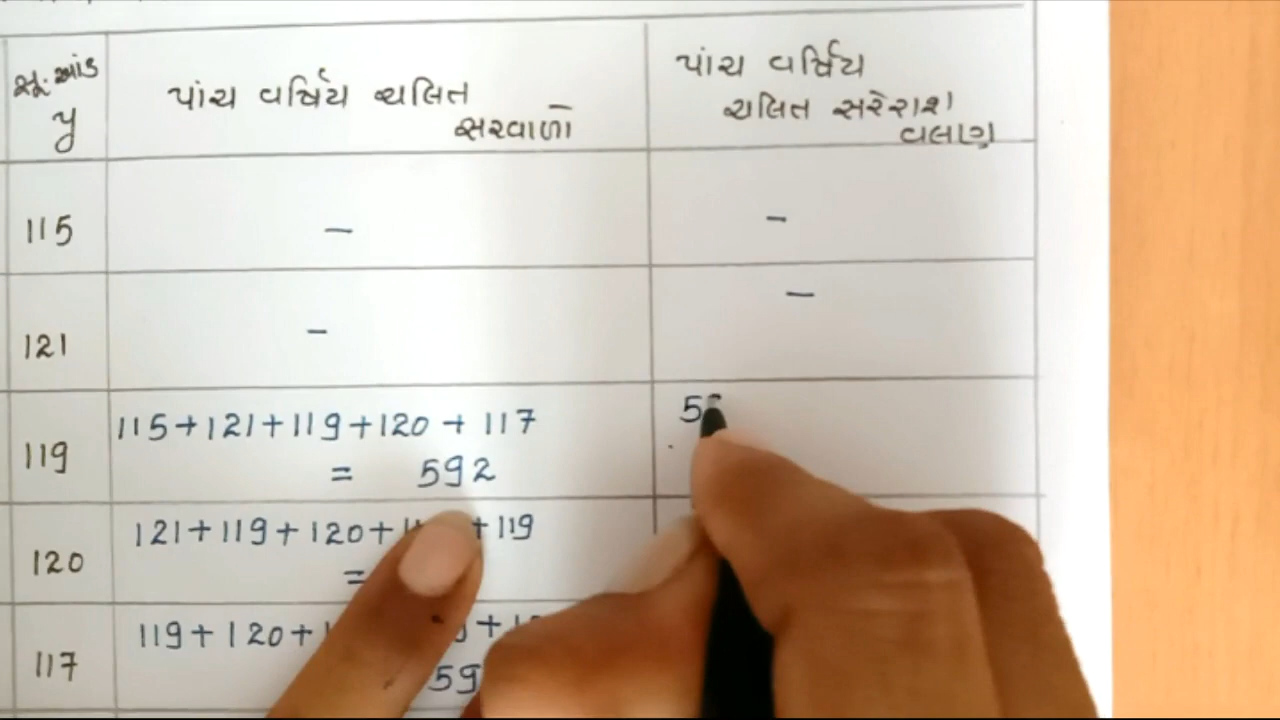 સૂ. આંક પાંચ વર્ષિય ચલિત પાંચ વર્ષિય
y સરવાળો ચલિત સરેરાશ
વલણ
115 – –
121 – –
119 115+121+119+120+117 5
= 592
120 121+119+120+ +119
=
117 119+120+ +
59